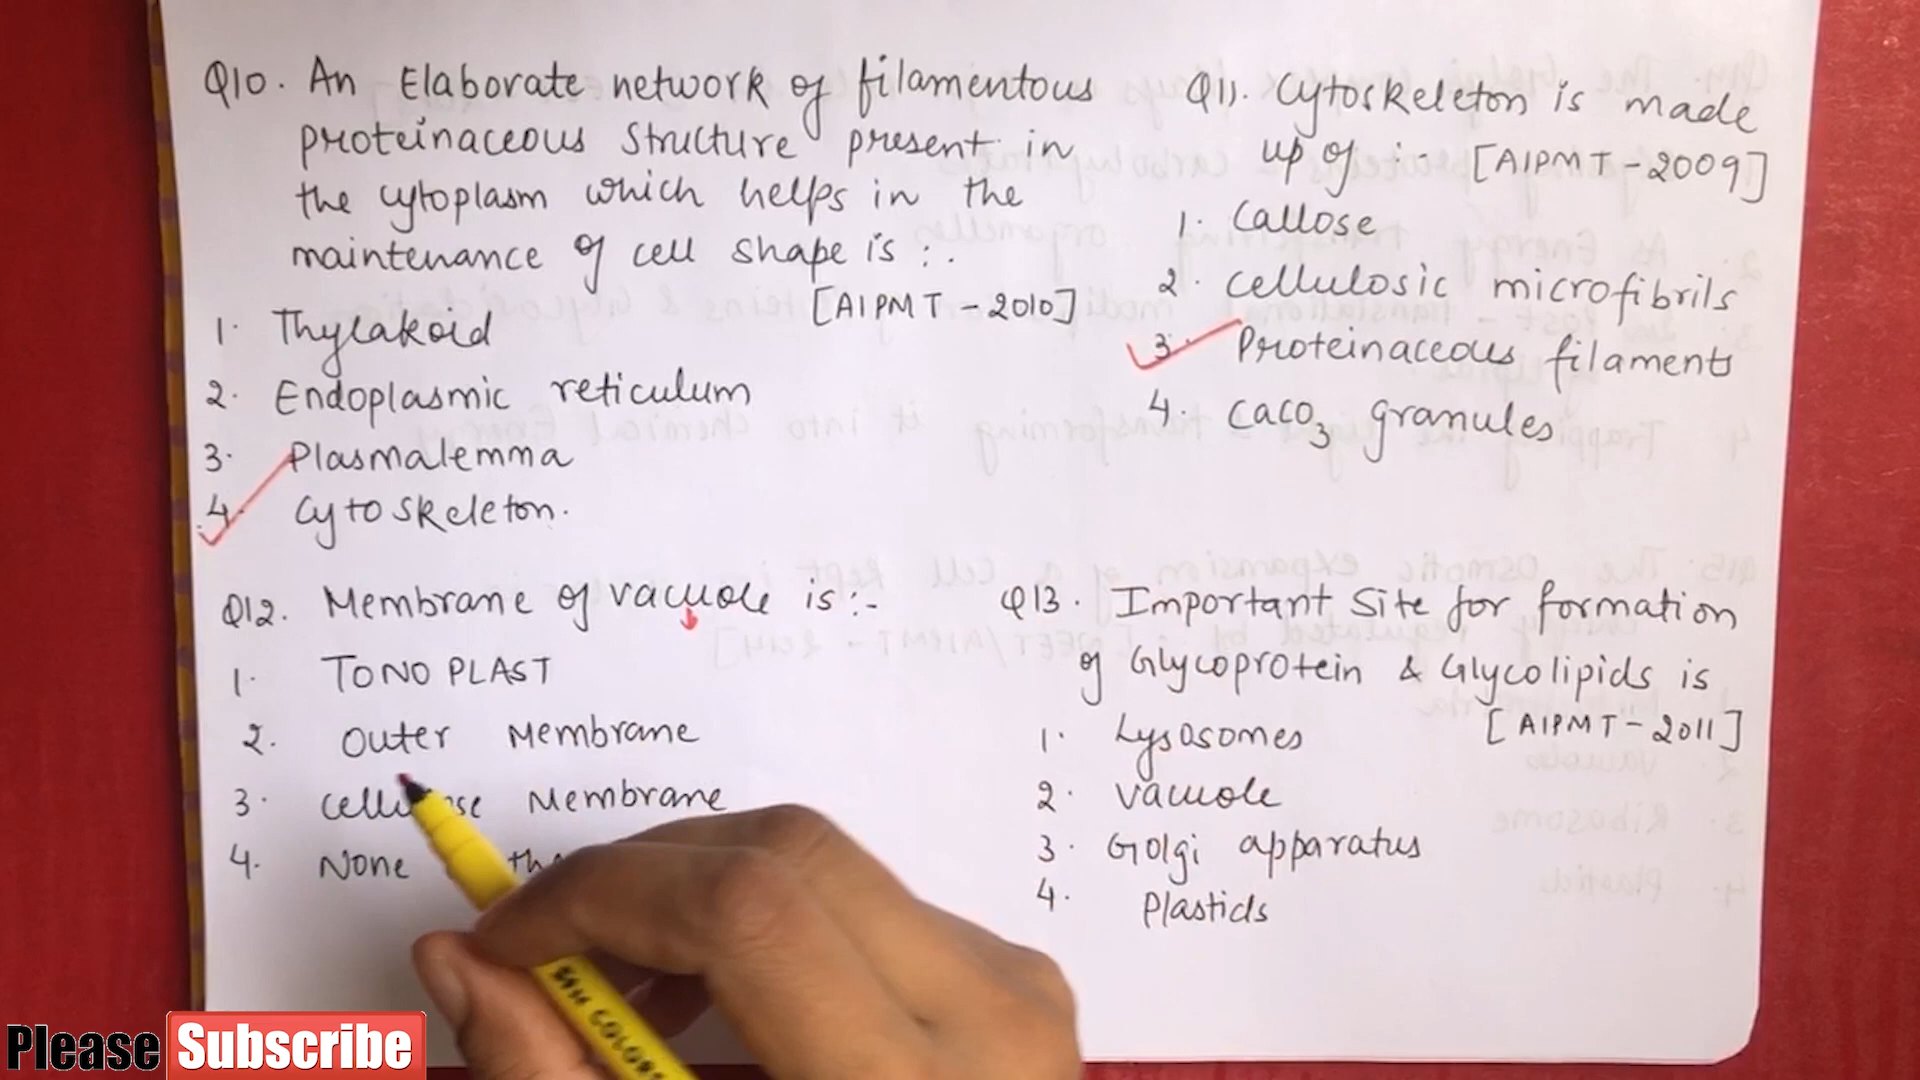 Q10. An Elaborate network of filamentous
proteinaceous structure present in
the cytoplasm which helps in the
maintenance of cell shape is :.
[AIPMT - 2010]
1. Thylakoid
2. Endoplasmic reticulum
3. Plasmalemma
4. Cytoskeleton.
Q11. Cytoskeleton is made
up of :- [AIPMT - 2009]
1. Callose
2. Cellulosic microfibrils
3. Proteinaceous filaments
4. CaCO3 granules
Q12. Membrane of vacuole is :-
1. TONOPLAST
2. Outer Membrane
3. Cellulose Membrane
4. None
Q13. Important Site for formation
of Glycoprotein & Glycolipids is
[AIPMT - 2011]
1. Lysosomes
2. Vacuole
3. Golgi apparatus
4. Plastids
Please Subscribe